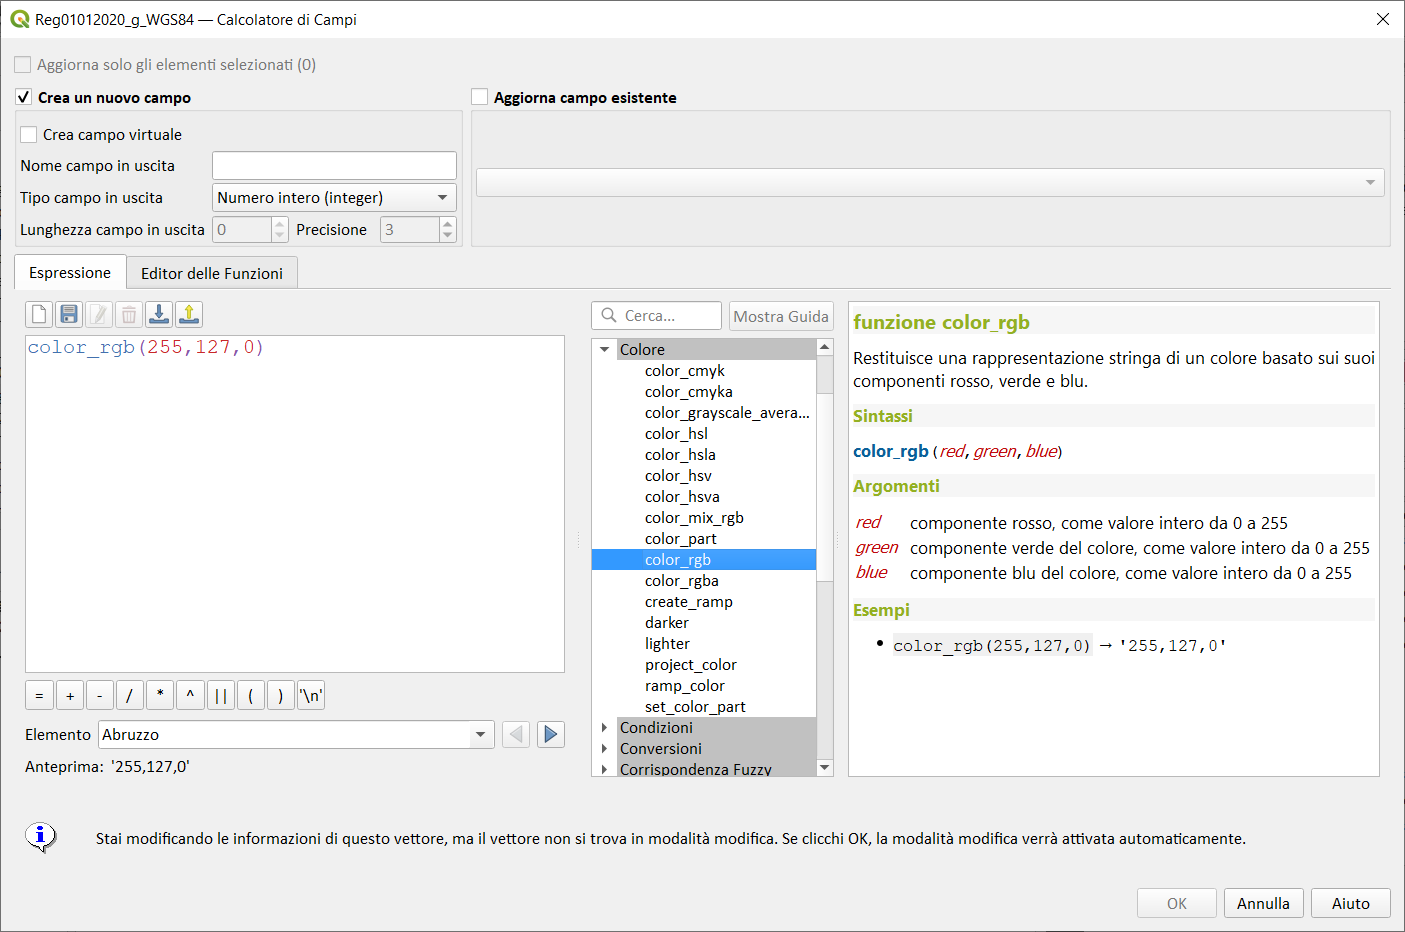 Reg01012020_g_WGS84 — Calcolatore di Campi
Aggiorna solo gli elementi selezionati (0)
Crea un nuovo campo
Aggiorna campo esistente
Crea campo virtuale
Nome campo in uscita
Tipo campo in uscita Numero intero (integer)
Lunghezza campo in uscita 0 Precisione 3
Espressione Editor delle Funzioni
color_rgb(255,127,0)
= + - / * ^ || ( ) '\n'
Elemento Abruzzo
Anteprima: '255,127,0'
Cerca... Mostra Guida
Colore
color_cmyk
color_cmyka
color_grayscale_avera...
color_hsl
color_hsla
color_hsv
color_hsva
color_mix_rgb
color_part
color_rgb
color_rgba
create_ramp
darker
lighter
project_color
ramp_color
set_color_part
Condizioni
Conversioni
Corrispondenza Fuzzy
funzione color_rgb
Restituisce una rappresentazione stringa di un colore basato sui suoi
componenti rosso, verde e blu.
Sintassi
color_rgb(red, green, blue)
Argomenti
red componente rosso, come valore intero da 0 a 255
green componente verde del colore, come valore intero da 0 a 255
blue componente blu del colore, come valore intero da 0 a 255
Esempi
• color_rgb(255,127,0) → '255,127,0'
Stai modificando le informazioni di questo vettore, ma il vettore non si trova in modalità modifica. Se clicchi OK, la modalità modifica verrà attivata automaticamente.
OK Annulla Aiuto